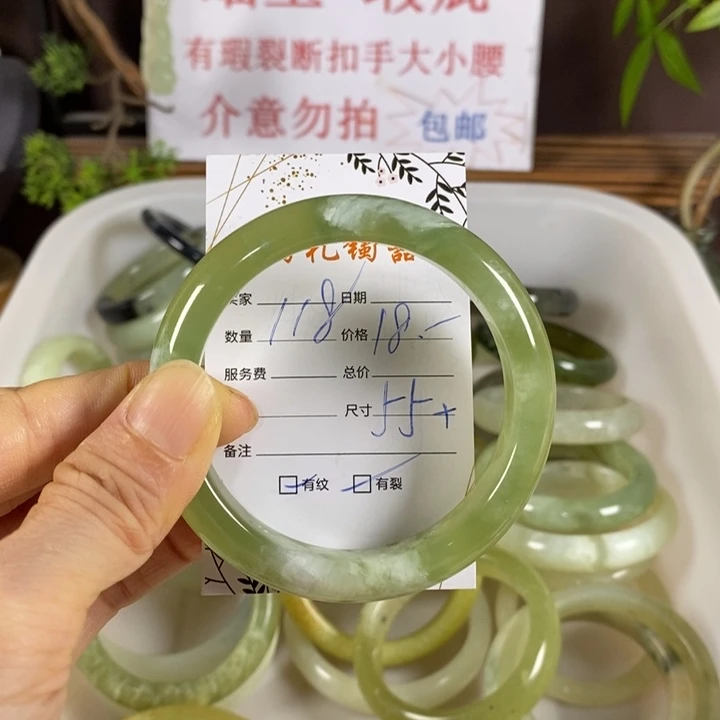 有瑕裂断扣手大小腰
介意勿拍 包邮
家 日期
数量 118 价格 18.-
服务费 总价
尺寸 55+
备注
有纹 有裂